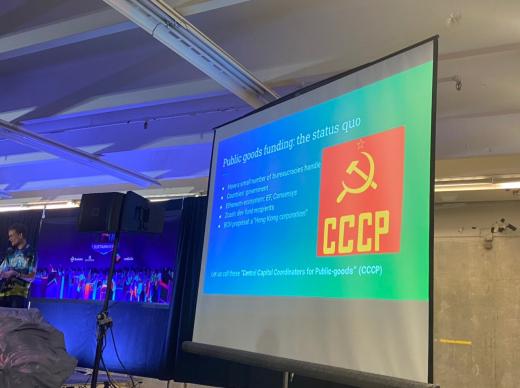 Public goods funding: the status quo
Have a small number of bureaucracies handle
Countries: government
Ethereum ecosystem: EF, Consensys
Zcash: dev fund recipients
BCH proposal: a "Hong Kong corporation"
CCCP
Let us call these "Central Capital Coordinators for Public-goods" (CCCP)